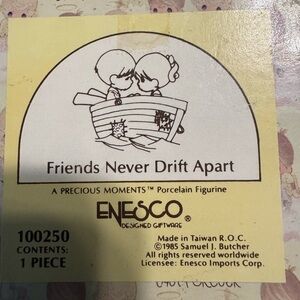 Friends Never Drift Apart
A PRECIOUS MOMENTS™ Porcelain Figurine
ENESCO®
DESIGNED GIFTWARE
100250
CONTENTS:
1 PIECE
Made in Taiwan R.O.C.
©1985 Samuel J. Butcher
All rights reserved worldwide
Licensee: Enesco Imports Corp.